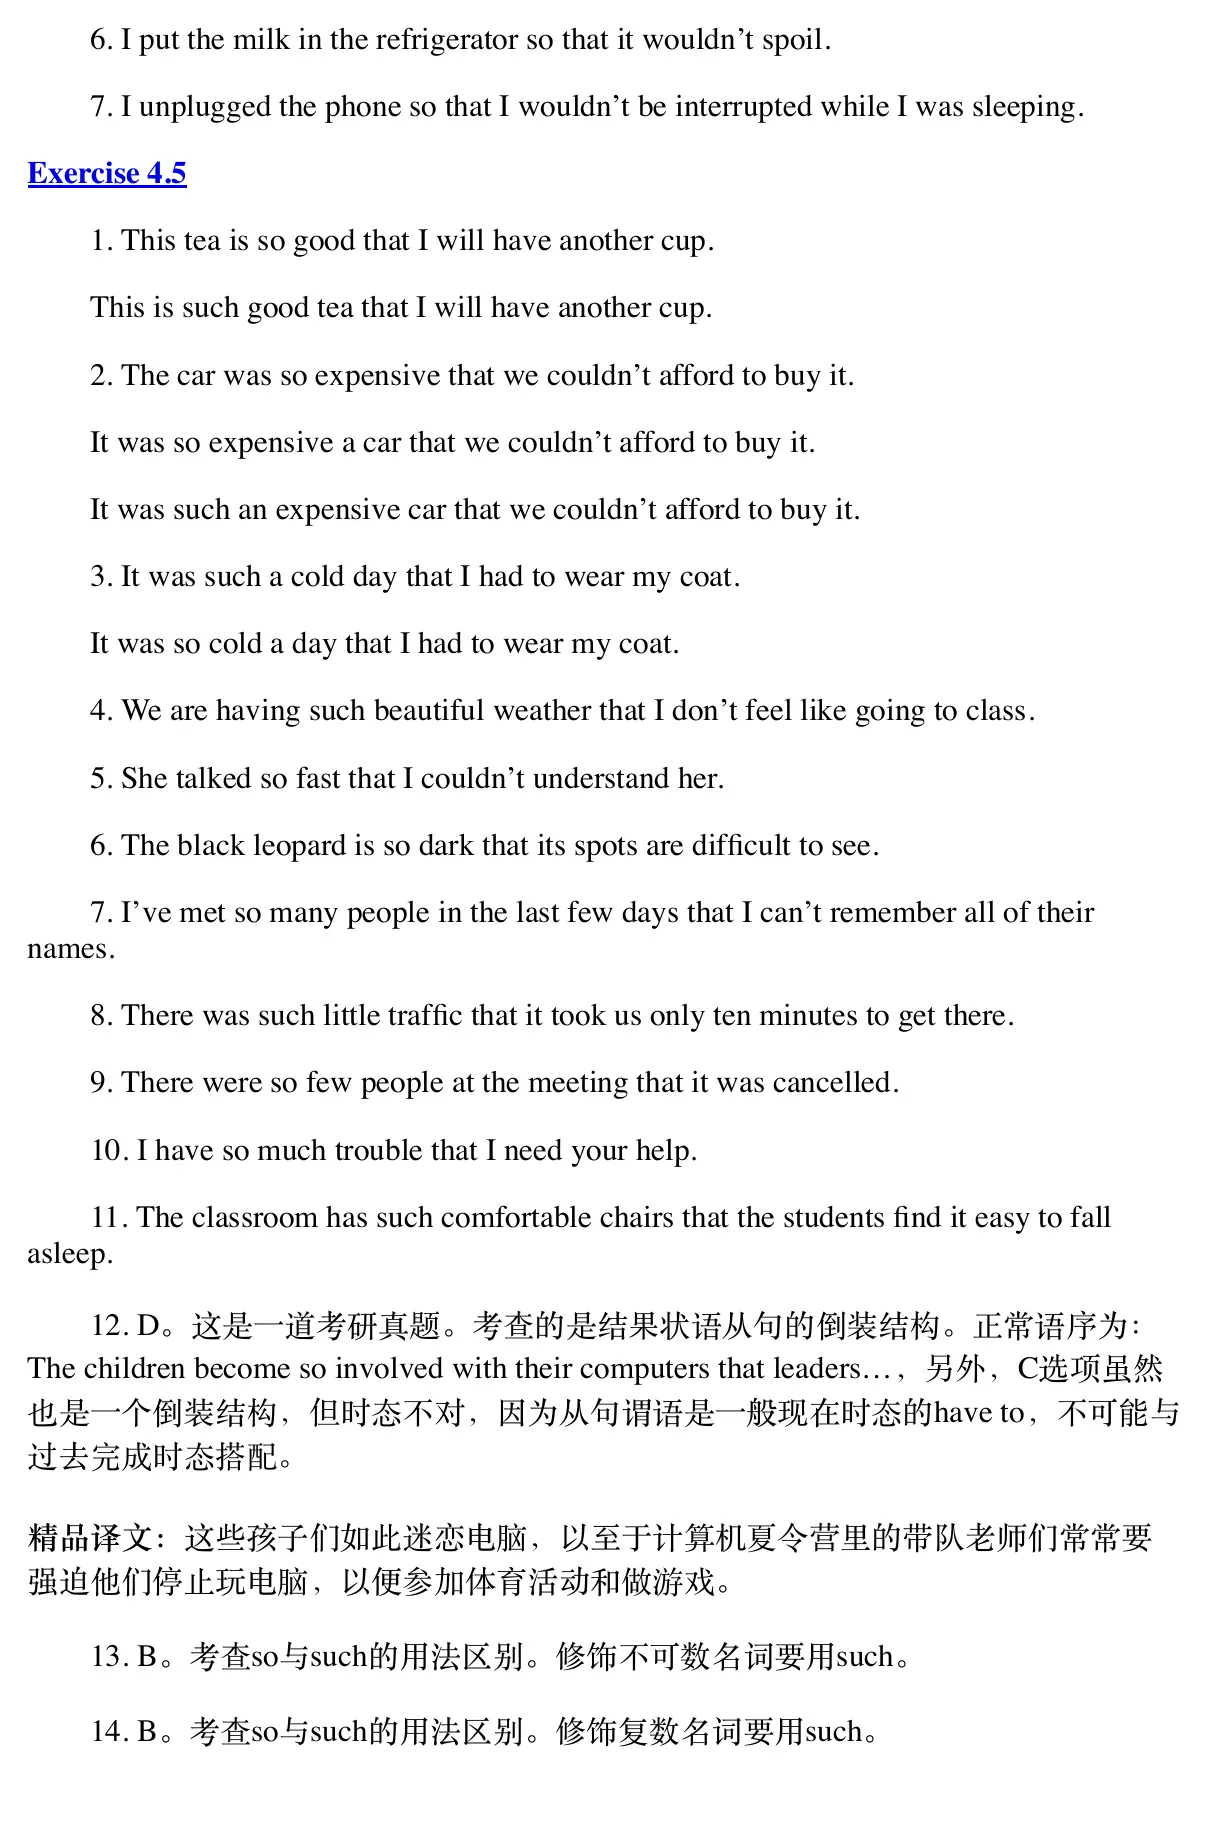 6. I put the milk in the refrigerator so that it wouldn’t spoil.
7. I unplugged the phone so that I wouldn’t be interrupted while I was sleeping.
Exercise 4.5
1. This tea is so good that I will have another cup.
This is such good tea that I will have another cup.
2. The car was so expensive that we couldn’t afford to buy it.
It was so expensive a car that we couldn’t afford to buy it.
It was such an expensive car that we couldn’t afford to buy it.
3. It was such a cold day that I had to wear my coat.
It was so cold a day that I had to wear my coat.
4. We are having such beautiful weather that I don’t feel like going to class.
5. She talked so fast that I couldn’t understand her.
6. The black leopard is so dark that its spots are difficult to see.
7. I’ve met so many people in the last few days that I can’t remember all of their
names.
8. There was such little traffic that it took us only ten minutes to get there.
9. There were so few people at the meeting that it was cancelled.
10. I have so much trouble that I need your help.
11. The classroom has such comfortable chairs that the students find it easy to fall
asleep.
12. D。这是一道考研真题。考查的是结果状语从句的倒装结构。正常语序为：
The children become so involved with their computers that leaders…，另外，C选项虽然
也是一个倒装结构，但时态不对，因为从句谓语是一般现在时态的have to，不可能与
过去完成时态搭配。
精品译文：这些孩子们如此迷恋电脑，以至于计算机夏令营里的带队老师们常常要
强迫他们停止玩电脑，以便参加体育活动和做游戏。
13. B。考查so与such的用法区别。修饰不可数名词要用such。
14. B。考查so与such的用法区别。修饰复数名词要用such。